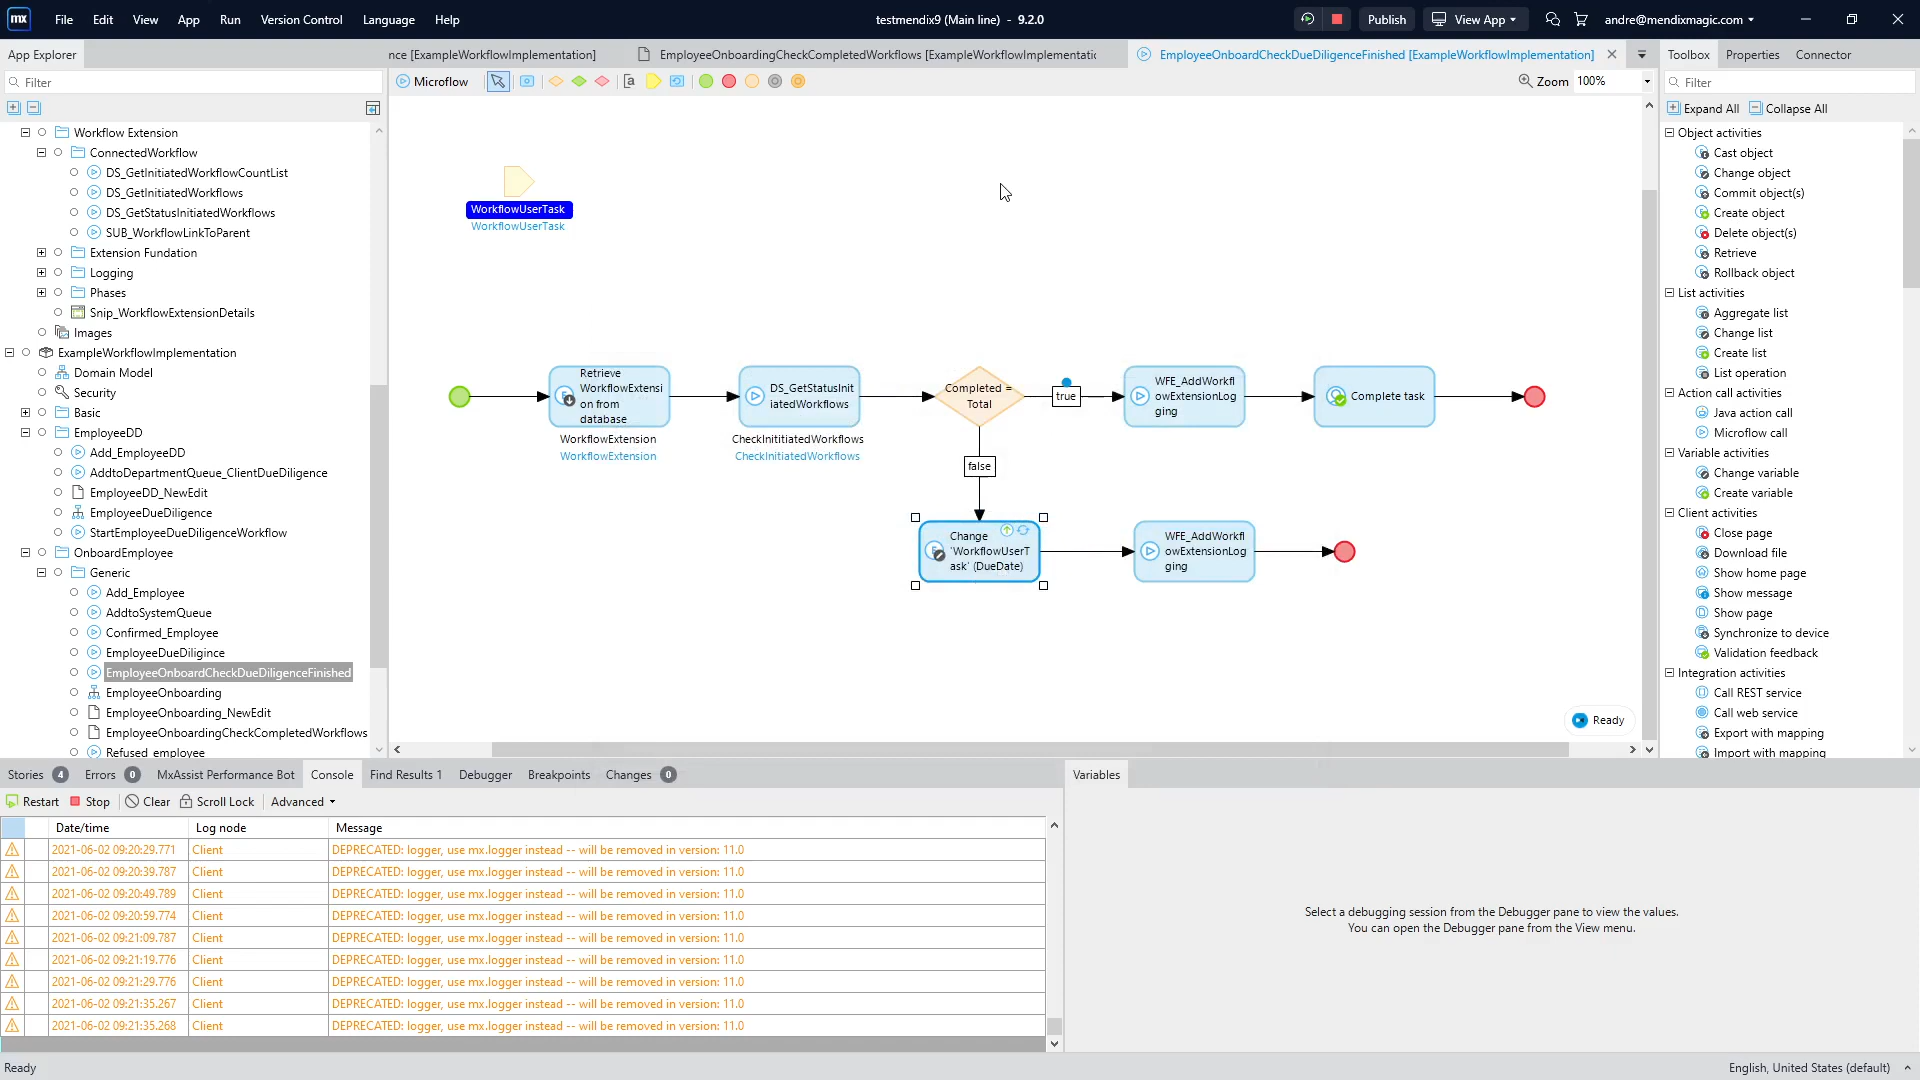 mx File Edit View App Run Version Control Language Help
testmendix9 (Main line) - 9.2.0
Publish View App andre@mendixmagic.com
App Explorer
nce [ExampleWorkflowImplementation]
EmployeeOnboardingCheckCompletedWorkflows [ExampleWorkflowImplementatic
EmployeeOnboardCheckDueDiligenceFinished [ExampleWorkflowImplementation]
Toolbox Properties Connector
Filter
Microflow
Zoom 100%
Filter
Expand All Collapse All
Workflow Extension
ConnectedWorkflow
DS_GetInitiatedWorkflowCountList
DS_GetInitiatedWorkflows
DS_GetStatusInitiatedWorkflows
SUB_WorkflowLinkToParent
Extension Fundation
Logging
Phases
Snip_WorkflowExtensionDetails
Images
ExampleWorkflowImplementation
Domain Model
Security
Basic
EmployeeDD
Add_EmployeeDD
AddtoDepartmentQueue_ClientDueDiligence
EmployeeDD_NewEdit
EmployeeDueDiligence
StartEmployeeDueDiligenceWorkflow
OnboardEmployee
Generic
Add_Employee
AddtoSystemQueue
Confirmed_Employee
EmployeeDueDiligince
EmployeeOnboardCheckDueDiligenceFinished
EmployeeOnboarding
EmployeeOnboarding_NewEdit
EmployeeOnboardingCheckCompletedWorkflows
Refused_employee
WorkflowUserTask
WorkflowUserTask
Retrieve
WorkflowExtensi
on from
database
WorkflowExtension
WorkflowExtension
DS_GetStatusInit
iatedWorkflows
CheckInititiatedWorkflows
CheckInititiatedWorkflows
Completed =
Total
true
WFE_AddWorkfl
owExtensionLog
ging
Complete task
false
Change
'WorkflowUserT
ask' (DueDate)
WFE_AddWorkfl
owExtensionLog
ging
Ready
Object activities
Cast object
Change object
Commit object(s)
Create object
Delete object(s)
Retrieve
Rollback object
List activities
Aggregate list
Change list
Create list
List operation
Action call activities
Java action call
Microflow call
Variable activities
Change variable
Create variable
Client activities
Close page
Download file
Show home page
Show message
Show page
Synchronize to device
Validation feedback
Integration activities
Call REST service
Call web service
Export with mapping
Import with mapping
Stories 4 Errors 0 MxAssist Performance Bot Console Find Results 1 Debugger Breakpoints Changes 0
Restart Stop Clear Scroll Lock Advanced
Date/time Log node Message
2021-06-02 09:20:29.771 Client DEPRECATED: logger, use mx.logger instead -- will be removed in version: 11.0
2021-06-02 09:20:39.787 Client DEPRECATED: logger, use mx.logger instead -- will be removed in version: 11.0
2021-06-02 09:20:49.789 Client DEPRECATED: logger, use mx.logger instead -- will be removed in version: 11.0
2021-06-02 09:20:59.774 Client DEPRECATED: logger, use mx.logger instead -- will be removed in version: 11.0
2021-06-02 09:21:09.787 Client DEPRECATED: logger, use mx.logger instead -- will be removed in version: 11.0
2021-06-02 09:21:19.776 Client DEPRECATED: logger, use mx.logger instead -- will be removed in version: 11.0
2021-06-02 09:21:29.776 Client DEPRECATED: logger, use mx.logger instead -- will be removed in version: 11.0
2021-06-02 09:21:35.267 Client DEPRECATED: logger, use mx.logger instead -- will be removed in version: 11.0
2021-06-02 09:21:35.268 Client DEPRECATED: logger, use mx.logger instead -- will be removed in version: 11.0
Variables
Select a debugging session from the Debugger pane to view the values.
You can open the Debugger pane from the View menu.
Ready
English, United States (default)